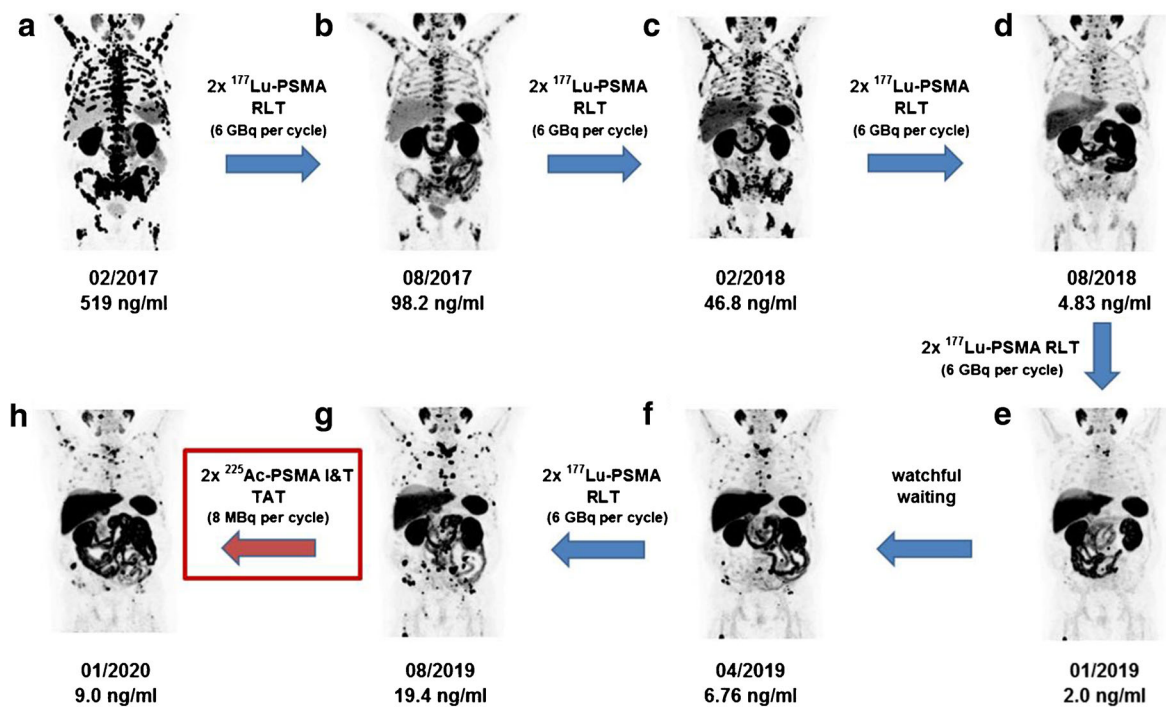 a
b
c
d
2x ¹⁷⁷Lu-PSMA
RLT
(6 GBq per cycle)
2x ¹⁷⁷Lu-PSMA
RLT
(6 GBq per cycle)
2x ¹⁷⁷Lu-PSMA
RLT
(6 GBq per cycle)
02/2017
519 ng/ml
08/2017
98.2 ng/ml
02/2018
46.8 ng/ml
08/2018
4.83 ng/ml
2x ¹⁷⁷Lu-PSMA RLT
(6 GBq per cycle)
h
g
f
e
2x ²²⁵Ac-PSMA I&T
TAT
(8 MBq per cycle)
2x ¹⁷⁷Lu-PSMA
RLT
(6 GBq per cycle)
watchful
waiting
01/2020
9.0 ng/ml
08/2019
19.4 ng/ml
04/2019
6.76 ng/ml
01/2019
2.0 ng/ml